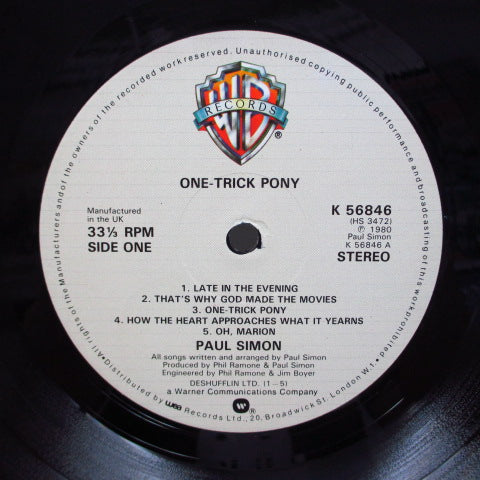 All rights of the manufacturers and of the owners of the recorded work reserved. Unauthorised copying public performance and broadcasting of this record prohibited
WB
RECORDS
®
ONE-TRICK PONY
Manufactured
in the UK
33⅓ RPM
SIDE ONE
K 56846
(HS 3472)
℗ 1980
Paul Simon
K 56846 A
STEREO
1. LATE IN THE EVENING
2. THAT'S WHY GOD MADE THE MOVIES
3. ONE-TRICK PONY
4. HOW THE HEART APPROACHES WHAT IT YEARNS
5. OH, MARION
PAUL SIMON
All songs written and arranged by Paul Simon
Produced by Phil Ramone & Paul Simon
Engineered by Phil Ramone & Jim Boyer
DESHUFFLIN LTD. (1–5)
a Warner Communications Company
W ®
•Distributed by wea Records Ltd., 20, Broadwick St. London W1.•